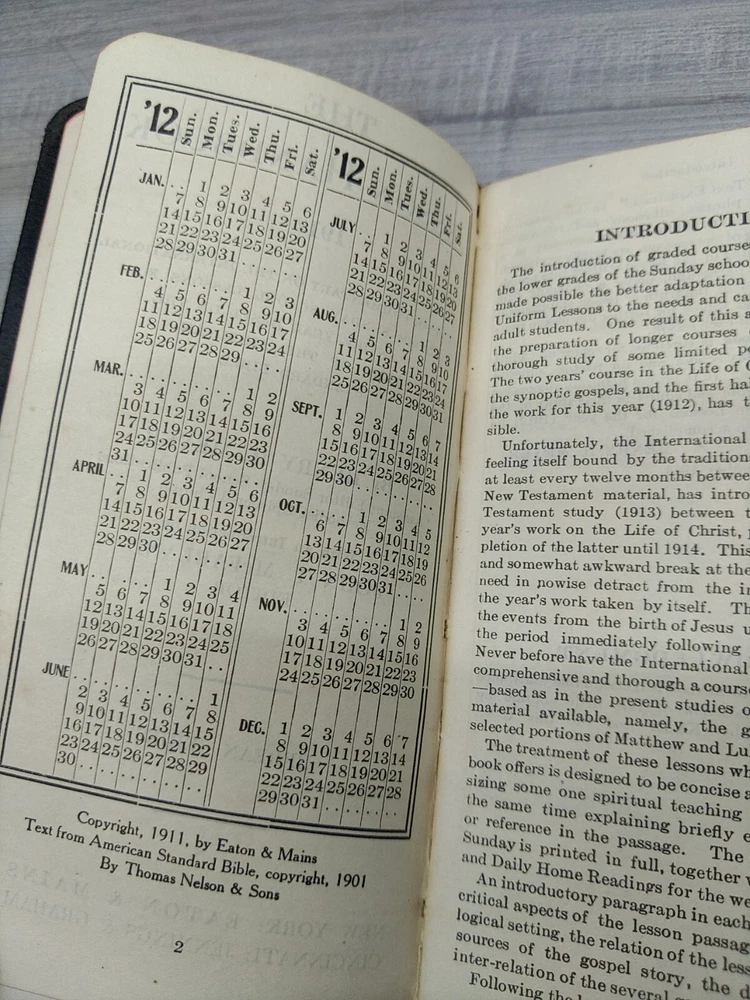 '12 Sun. Mon. Tues. Wed. Thu. Fri. Sat.
JAN. .. 1 2 3 4 5 6
7 8 9 10 11 12 13
14 15 16 17 18 19 20
21 22 23 24 25 26 27
28 29 30 31 .. .. ..
FEB. .. .. .. .. 1 2 3
4 5 6 7 8 9 10
11 12 13 14 15 16 17
18 19 20 21 22 23 24
25 26 27 28 29 .. ..
MAR. .. .. .. .. .. 1 2
3 4 5 6 7 8 9
10 11 12 13 14 15 16
17 18 19 20 21 22 23
24 25 26 27 28 29 30
31 .. .. .. .. .. ..
APRIL .. 1 2 3 4 5 6
7 8 9 10 11 12 13
14 15 16 17 18 19 20
21 22 23 24 25 26 27
28 29 30 .. .. .. ..
MAY .. .. .. 1 2 3 4
5 6 7 8 9 10 11
12 13 14 15 16 17 18
19 20 21 22 23 24 25
26 27 28 29 30 31 ..
JUNE .. .. .. .. .. .. 1
2 3 4 5 6 7 8
9 10 11 12 13 14 15
16 17 18 19 20 21 22
23 24 25 26 27 28 29
30 .. .. .. .. .. ..
'12 Sun. Mon. Tues. Wed. Thu. Fri. Sat.
JULY .. 1 2 3 4 5 6
7 8 9 10 11 12 13
14 15 16 17 18 19 20
21 22 23 24 25 26 27
28 29 30 31 .. .. ..
AUG. .. .. .. .. 1 2 3
4 5 6 7 8 9 10
11 12 13 14 15 16 17
18 19 20 21 22 23 24
25 26 27 28 29 30 31
SEPT. 1 2 3 4 5 6 7
8 9 10 11 12 13 14
15 16 17 18 19 20 21
22 23 24 25 26 27 28
29 30 .. .. .. .. ..
OCT. .. .. 1 2 3 4 5
6 7 8 9 10 11 12
13 14 15 16 17 18 19
20 21 22 23 24 25 26
27 28 29 30 31 .. ..
NOV. .. .. .. .. .. 1 2
3 4 5 6 7 8 9
10 11 12 13 14 15 16
17 18 19 20 21 22 23
24 25 26 27 28 29 30
DEC. 1 2 3 4 5 6 7
8 9 10 11 12 13 14
15 16 17 18 19 20 21
22 23 24 25 26 27 28
29 30 31 .. .. .. ..
Copyright, 1911, by Eaton & Mains
Text from American Standard Bible, copyright, 1901
By Thomas Nelson & Sons
2
INTRODUCTI
The introduction of graded courses
the lower grades of the Sunday schoo
made possible the better adaptation
Uniform Lessons to the needs and ca
adult students. One result of this a
the preparation of longer courses
thorough study of some limited pe
The two years' course in the Life of C
the synoptic gospels, and the first hal
the work for this year (1912), has t
sible.
Unfortunately, the International
feeling itself bound by the tradition
at least every twelve months betwee
New Testament material, has intro
Testament study (1913) between t
year's work on the Life of Christ, p
pletion of the latter until 1914. This
and somewhat awkward break at the
need in nowise detract from the in
the year's work taken by itself. Th
the events from the birth of Jesus u
the period immediately following
Never before have the International
comprehensive and thorough a course
—based as in the present studies o
material available, namely, the g
selected portions of Matthew and Lu
The treatment of these lessons wh
book offers is designed to be concise a
sizing some one spiritual teaching
the same time explaining briefly e
or reference in the passage. The
Sunday is printed in full, together w
and Daily Home Readings for the we
An introductory paragraph in each
critical aspects of the lesson passag
logical setting, the relation of the less
sources of the gospel story, the d
inter-relation of the several
Following the